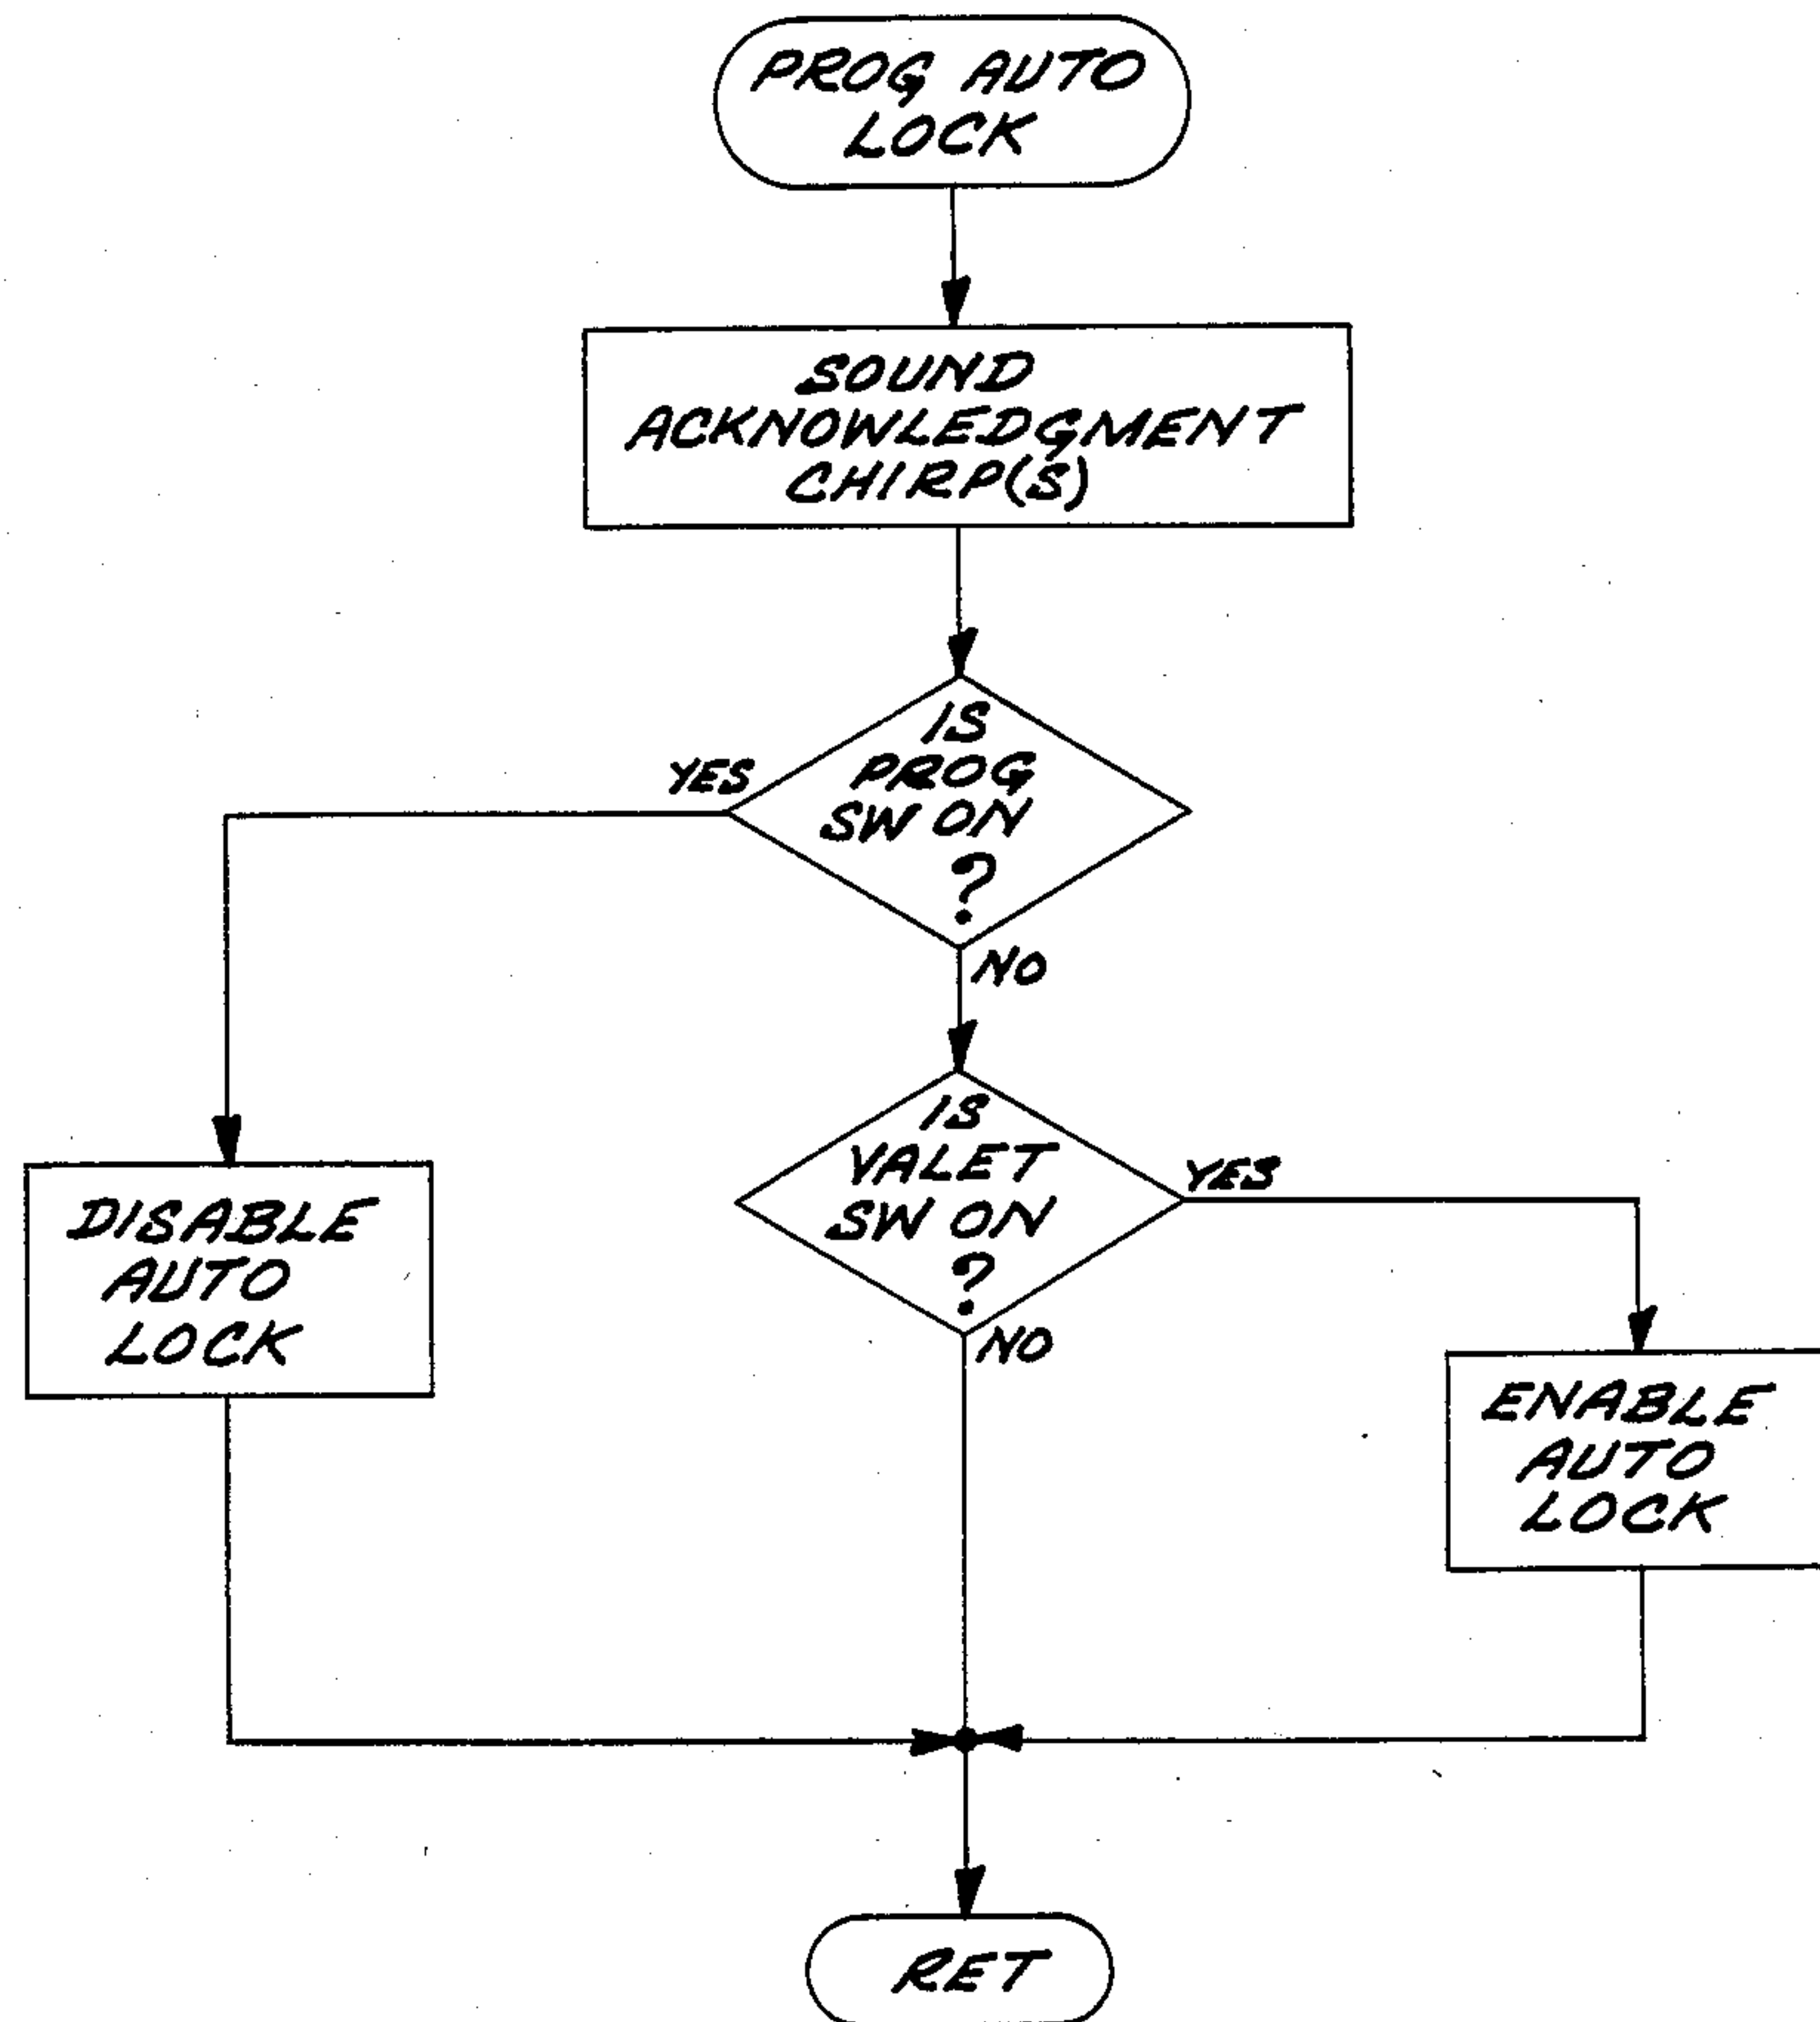 PROG AUTO
LOCK
SOUND
ACKNOWLEDGMENT
CHIRP(S)
IS
PROG
SW ON
?
YES
NO
IS
VALET
SW ON
?
YES
NO
DISABLE
AUTO
LOCK
ENABLE
AUTO
LOCK
RET